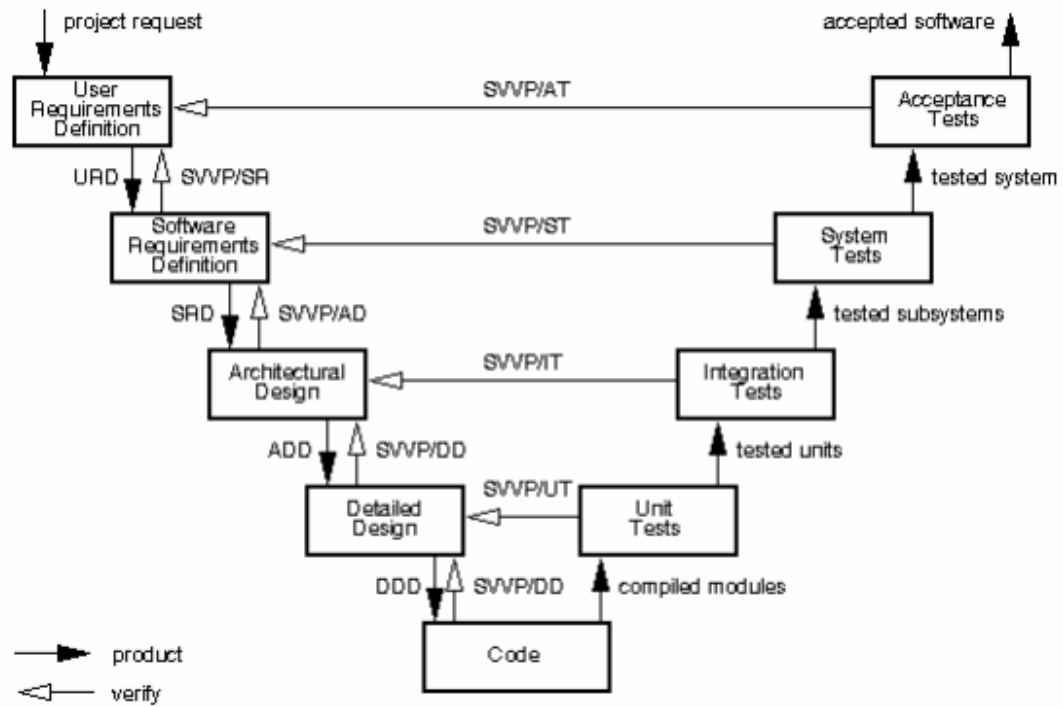 project request
accepted software
User
Requirements
Definition
SVVP/AT
Acceptance
Tests
URD
SVVP/SR
tested system
Software
Requirements
Definition
SVVP/ST
System
Tests
SRD
SVVP/AD
tested subsystems
Architectural
Design
SVVP/IT
Integration
Tests
ADD
SVVP/DD
tested units
Detailed
Design
SVVP/UT
Unit
Tests
DDD
SVVP/DD
compiled modules
Code
product
verify